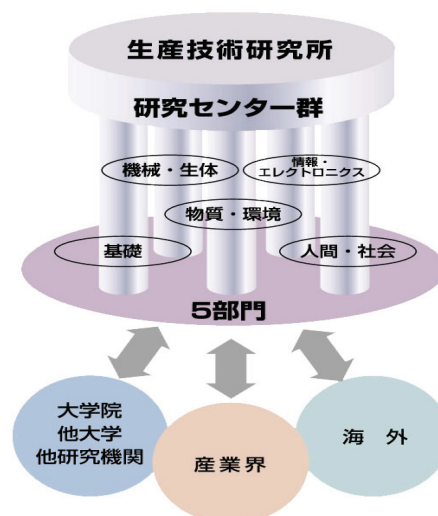 生産技術研究所
研究センター群
機械・生体
情報・
エレクトロニクス
物質・環境
基礎
人間・社会
5部門
大学院
他大学
他研究機関
産業界
海 外